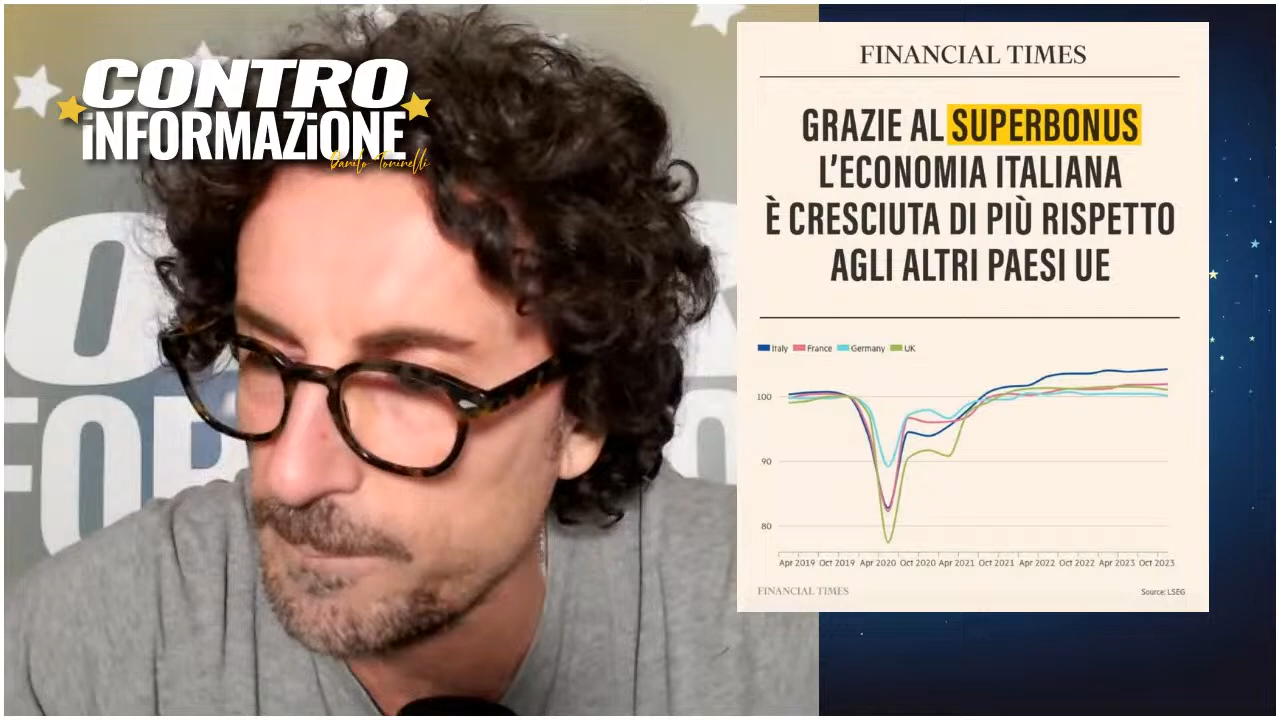 CONTRO
iNFORMAZiONE
Danilo Toninelli
FINANCIAL TIMES
GRAZIE AL SUPERBONUS
L'ECONOMIA ITALIANA
È CRESCIUTA DI PIÙ RISPETTO
AGLI ALTRI PAESI UE
Italy France Germany UK
100
90
80
Apr 2019 Oct 2019 Apr 2020 Oct 2020 Apr 2021 Oct 2021 Apr 2022 Oct 2022 Apr 2023 Oct 2023
FINANCIAL TIMES
Source: LSEG